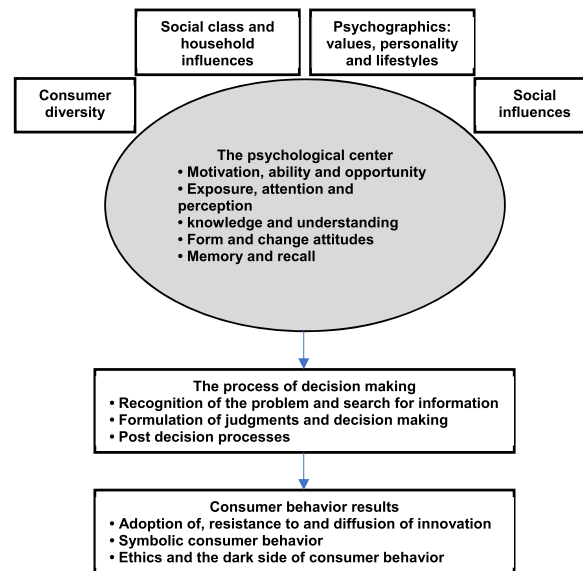 Social class and
household
influences
Psychographics:
values, personality
and lifestyles
Consumer
diversity
Social
influences
The psychological center
• Motivation, ability and opportunity
• Exposure, attention and
perception
• knowledge and understanding
• Form and change attitudes
• Memory and recall
The process of decision making
• Recognition of the problem and search for information
• Formulation of judgments and decision making
• Post decision processes
Consumer behavior results
• Adoption of, resistance to and diffusion of innovation
• Symbolic consumer behavior
• Ethics and the dark side of consumer behavior